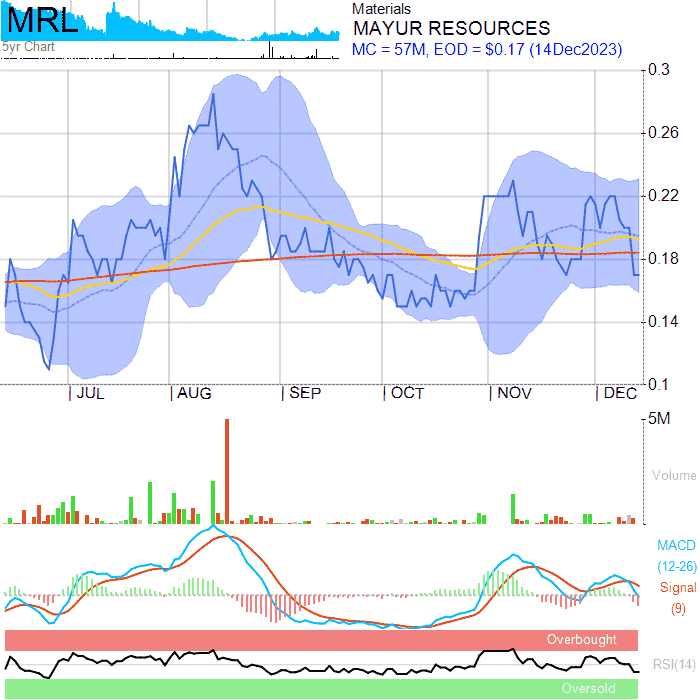 MRL
5yr Chart
Materials
MAYUR RESOURCES
MC = 57M, EOD = $0.17 (14Dec2023)
0.3
0.26
0.22
0.18
0.14
0.1
JUL AUG SEP OCT NOV DEC
5M
Volume
MACD
(12-26)
Signal
(9)
Overbought
RSI(14)
Oversold